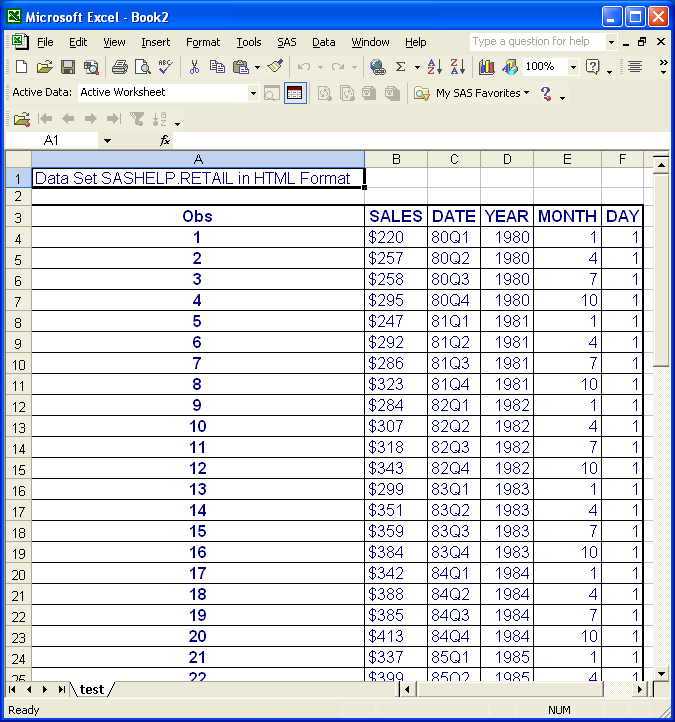 Microsoft Excel - Book2
File Edit View Insert Format Tools SAS Data Window Help Type a question for help
Σ A Z Z A 100% ?
Active Data: Active Worksheet My SAS Favorites ?
A1 fx
A B C D E F
1 Data Set SASHELP.RETAIL in HTML Format
2
3 Obs SALES DATE YEAR MONTH DAY
4 1 $220 80Q1 1980 1 1
5 2 $257 80Q2 1980 4 1
6 3 $258 80Q3 1980 7 1
7 4 $295 80Q4 1980 10 1
8 5 $247 81Q1 1981 1 1
9 6 $292 81Q2 1981 4 1
10 7 $286 81Q3 1981 7 1
11 8 $323 81Q4 1981 10 1
12 9 $284 82Q1 1982 1 1
13 10 $307 82Q2 1982 4 1
14 11 $318 82Q3 1982 7 1
15 12 $343 82Q4 1982 10 1
16 13 $299 83Q1 1983 1 1
17 14 $351 83Q2 1983 4 1
18 15 $359 83Q3 1983 7 1
19 16 $384 83Q4 1983 10 1
20 17 $342 84Q1 1984 1 1
21 18 $388 84Q2 1984 4 1
22 19 $385 84Q3 1984 7 1
23 20 $413 84Q4 1984 10 1
24 21 $337 85Q1 1985 1 1
25 22 $399 85Q2 1985 4 1
test
Ready NUM